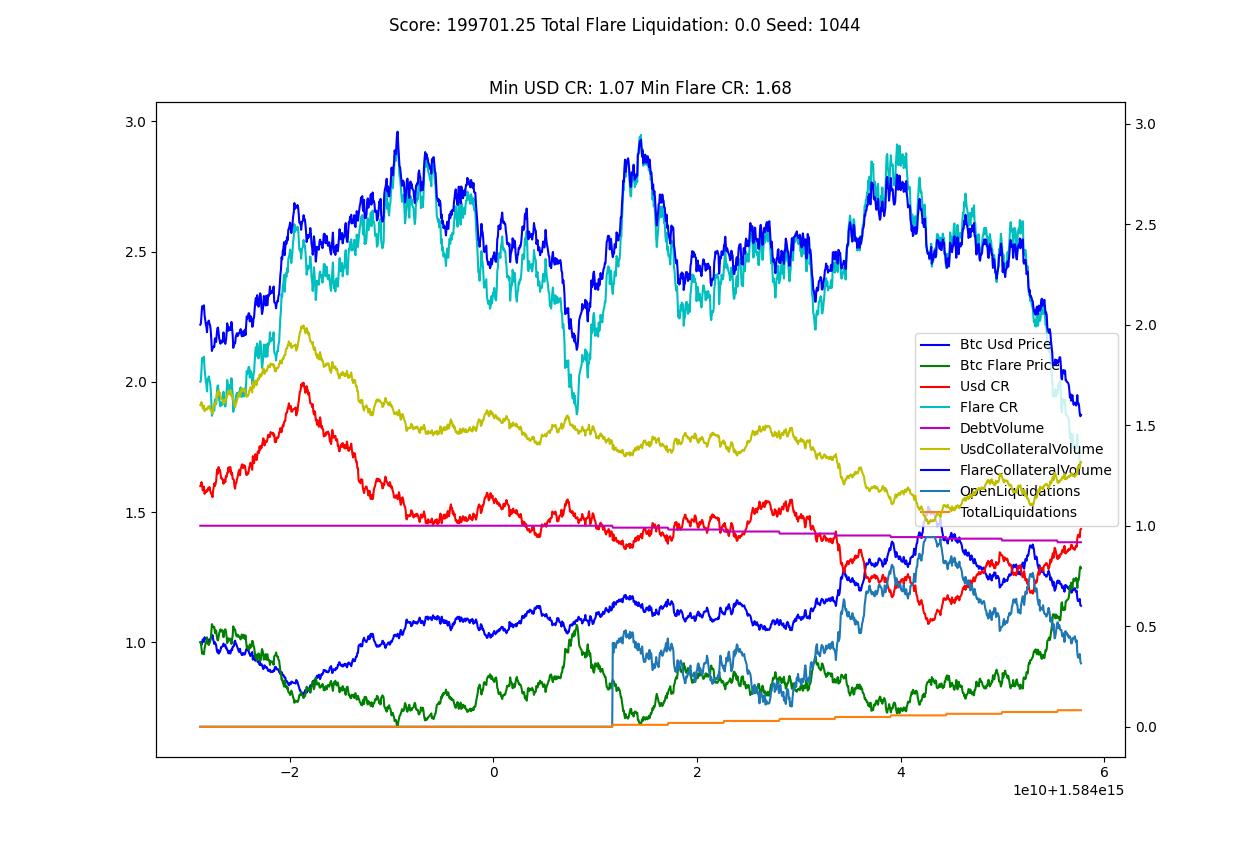 Score: 199701.25 Total Flare Liquidation: 0.0 Seed: 1044
Min USD CR: 1.07 Min Flare CR: 1.68
3.0
2.5
2.0
1.5
1.0
3.0
2.5
2.0
1.5
1.0
0.5
0.0
Btc Usd Price
Btc Flare Price
Usd CR
Flare CR
DebtVolume
UsdCollateralVolume
FlareCollateralVolume
OpenLiquidations
TotalLiquidations
−2 0 2 4 6
1e10+1.584e15